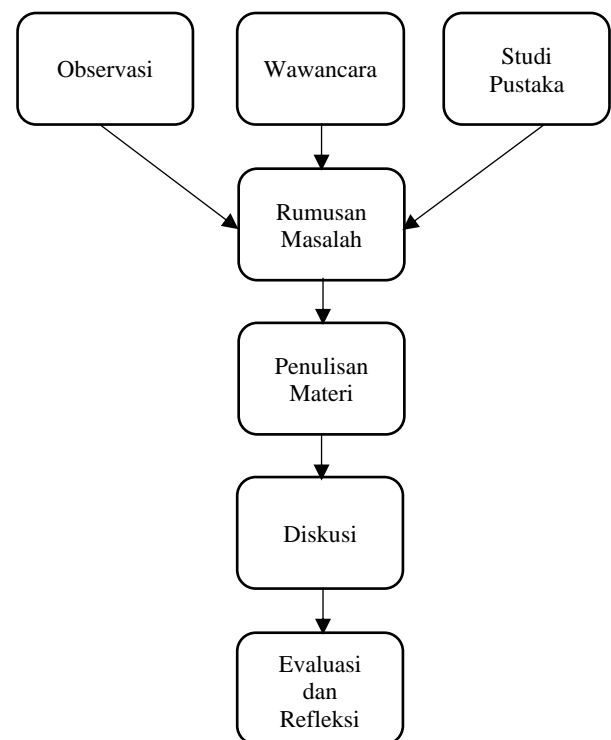 Observasi
Wawancara
Studi
Pustaka
Rumusan
Masalah
Penulisan
Materi
Diskusi
Evaluasi
dan
Refleksi